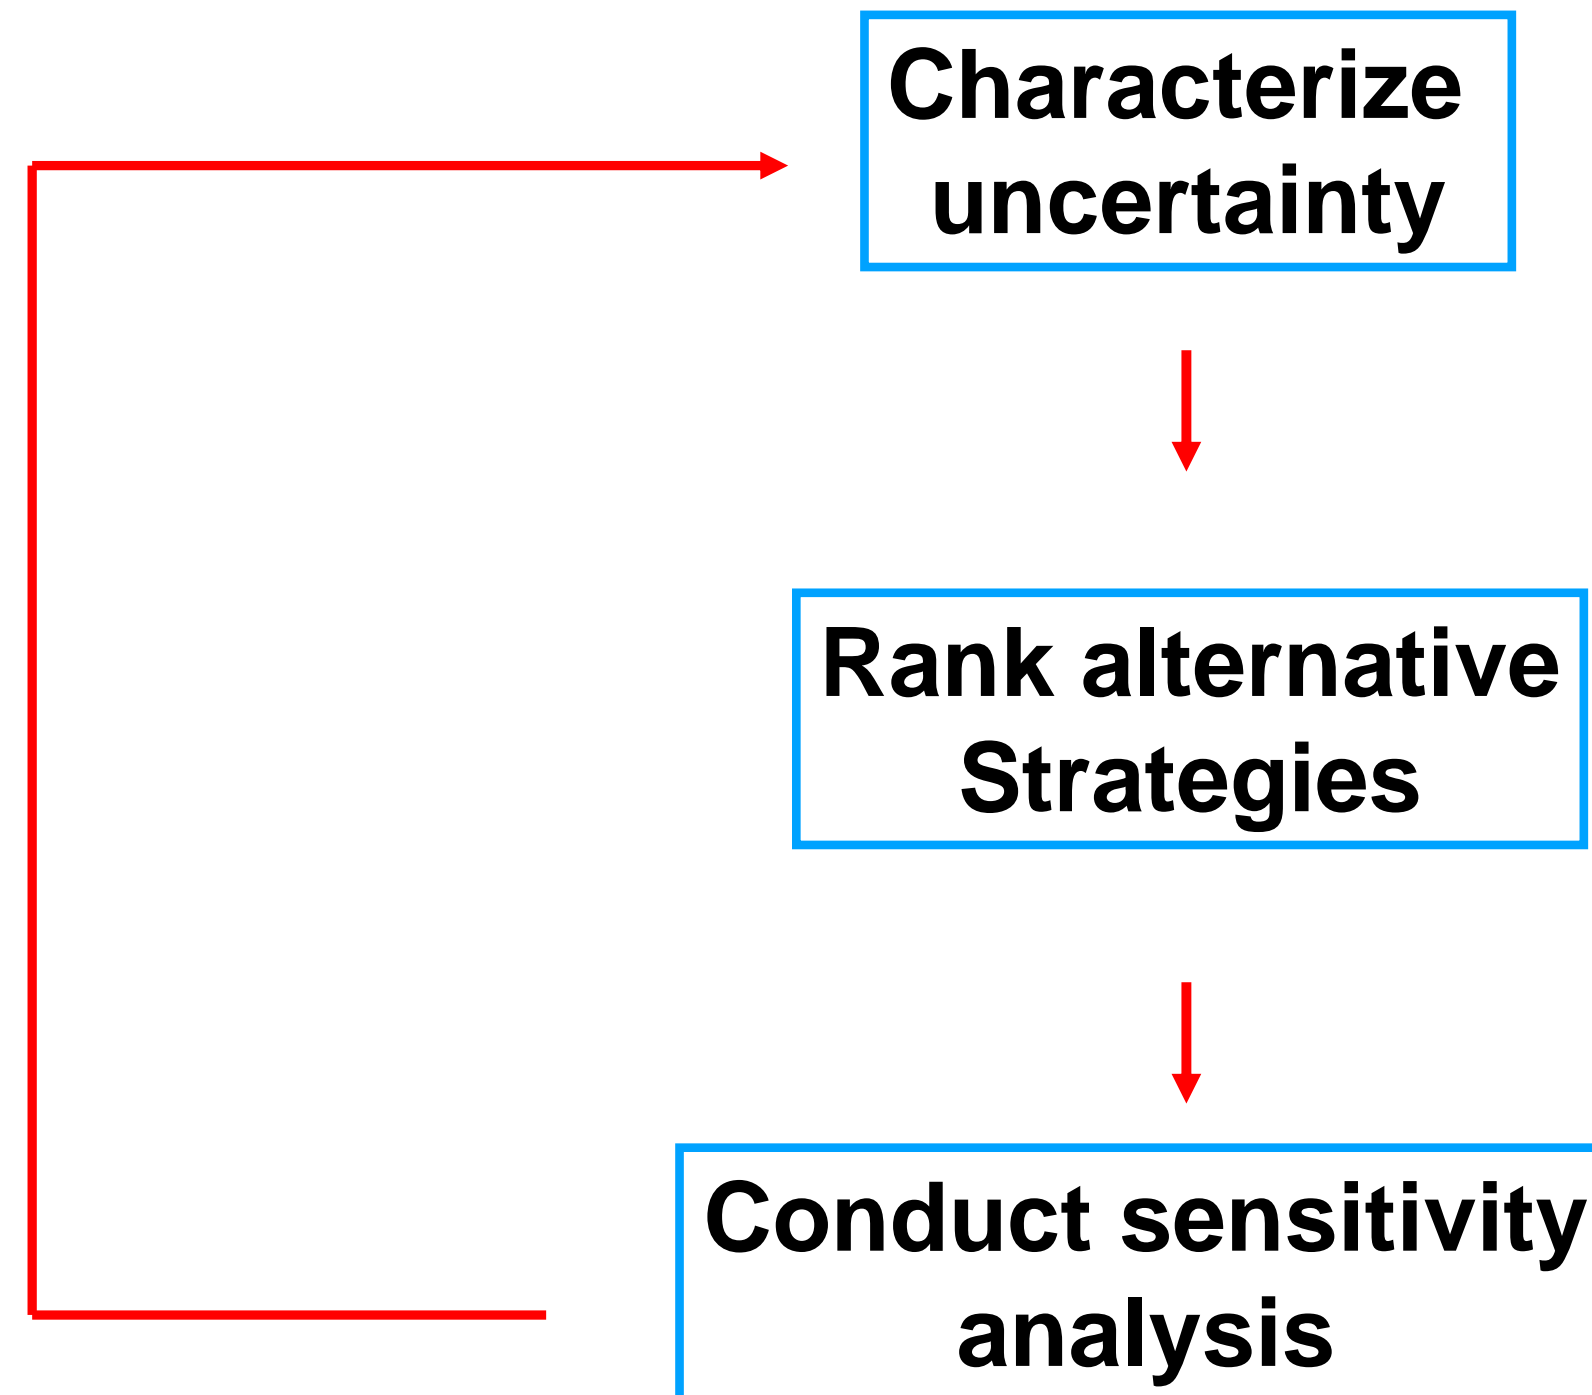 Characterize
uncertainty
Rank alternative
Strategies
Conduct sensitivity
analysis